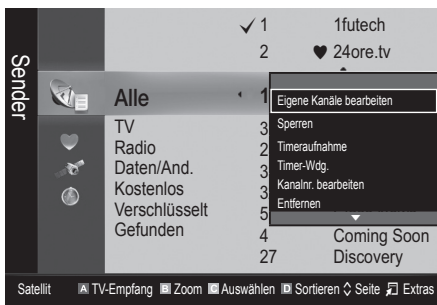 Sender
1 1futech
2 ♥ 24ore.tv
Alle
1
TV
3
Radio
2
Daten/And.
3
Kostenlos
3
Verschlüsselt
5
Gefunden
4 Coming Soon
27 Discovery
Eigene Kanäle bearbeiten
Sperren
Timeraufnahme
Timer-Wdg.
Kanalnr. bearbeiten
Entfernen
Satellit A TV-Empfang B Zoom C Auswählen D Sortieren Seite Extras